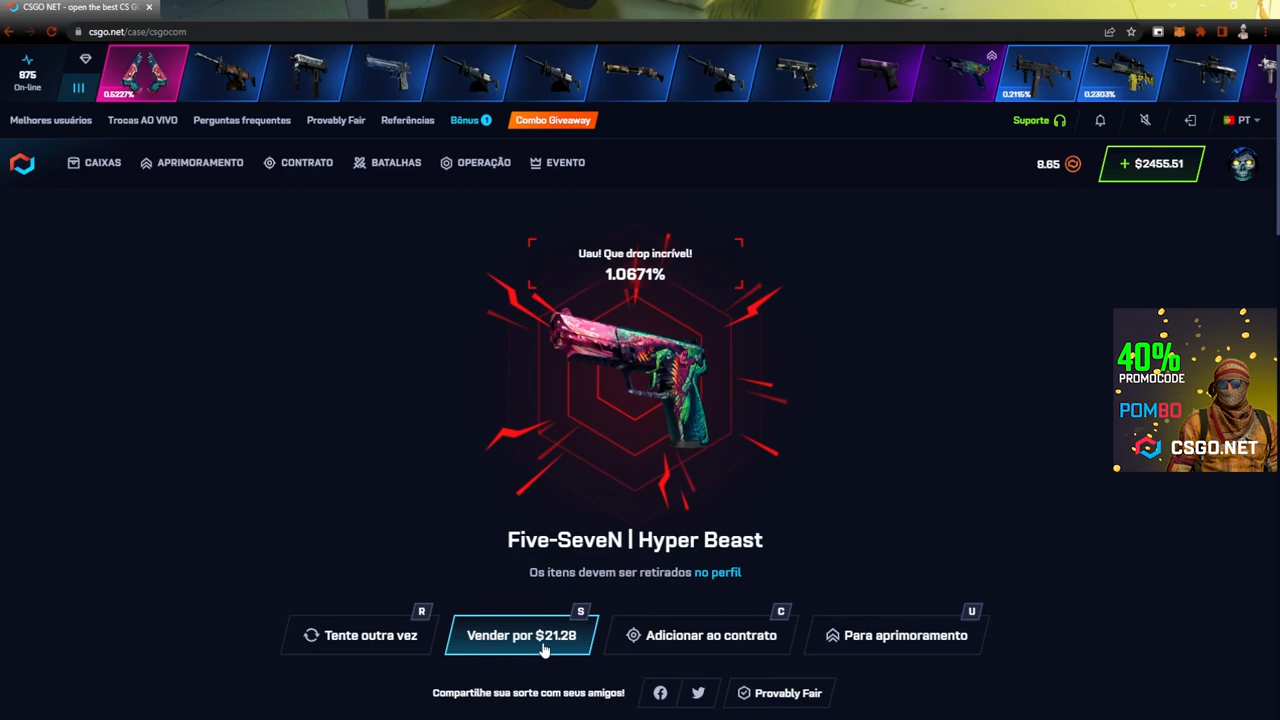 CSGO NET - open the best CS G
csgo.net/case/csgocom
875
On-line
0.5227%
0.2115%
0.2303%
Melhores usuários
Trocas AO VIVO
Perguntas frequentes
Provably Fair
Referências
Bônus 1
Combo Giveaway
Suporte
PT
CAIXAS
APRIMORAMENTO
CONTRATO
BATALHAS
OPERAÇÃO
EVENTO
8.65
+ $2455.51
Uau! Que drop incrível!
1.0671%
40%
PROMOCODE
POMBO
CSGO.NET
Five-SeveN | Hyper Beast
Os itens devem ser retirados no perfil
R
S
C
U
Tente outra vez
Vender por $21.28
Adicionar ao contrato
Para aprimoramento
Compartilhe sua sorte com seus amigos!
Provably Fair